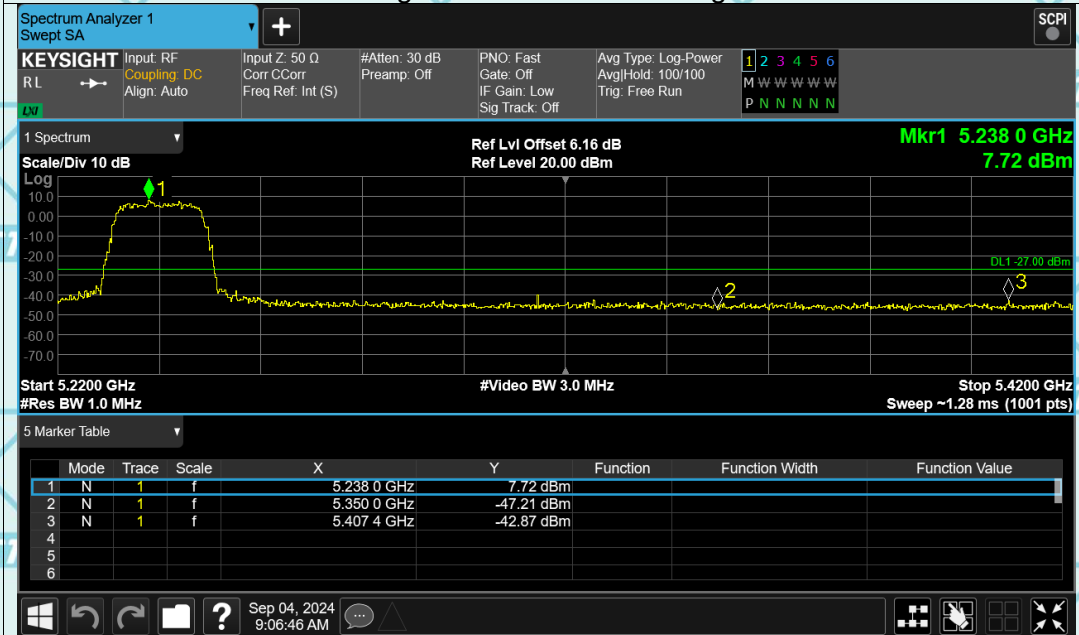 Spectrum Analyzer 1
Swept SA
+
SCPI
KEYSIGHT
R L
LXI
Input: RF
Coupling: DC
Align: Auto
Input Z: 50 Ω
Corr CCorr
Freq Ref: Int (S)
#Atten: 30 dB
Preamp: Off
PNO: Fast
Gate: Off
IF Gain: Low
Sig Track: Off
Avg Type: Log-Power
Avg|Hold: 100/100
Trig: Free Run
1 2 3 4 5 6
M W W W W W
P N N N N N
1 Spectrum
Scale/Div 10 dB
Ref Lvl Offset 6.16 dB
Ref Level 20.00 dBm
Mkr1 5.238 0 GHz
7.72 dBm
Log
10.0
0.00
-10.0
-20.0
-30.0
-40.0
-50.0
-60.0
-70.0
1
DL1 -27.00 dBm
2
3
Start 5.2200 GHz
#Res BW 1.0 MHz
#Video BW 3.0 MHz
Stop 5.4200 GHz
Sweep ~1.28 ms (1001 pts)
5 Marker Table
Mode Trace Scale X Y Function Function Width Function Value
1 N 1 f 5.238 0 GHz 7.72 dBm
2 N 1 f 5.350 0 GHz -47.21 dBm
3 N 1 f 5.407 4 GHz -42.87 dBm
4
5
6
?
Sep 04, 2024
9:06:46 AM